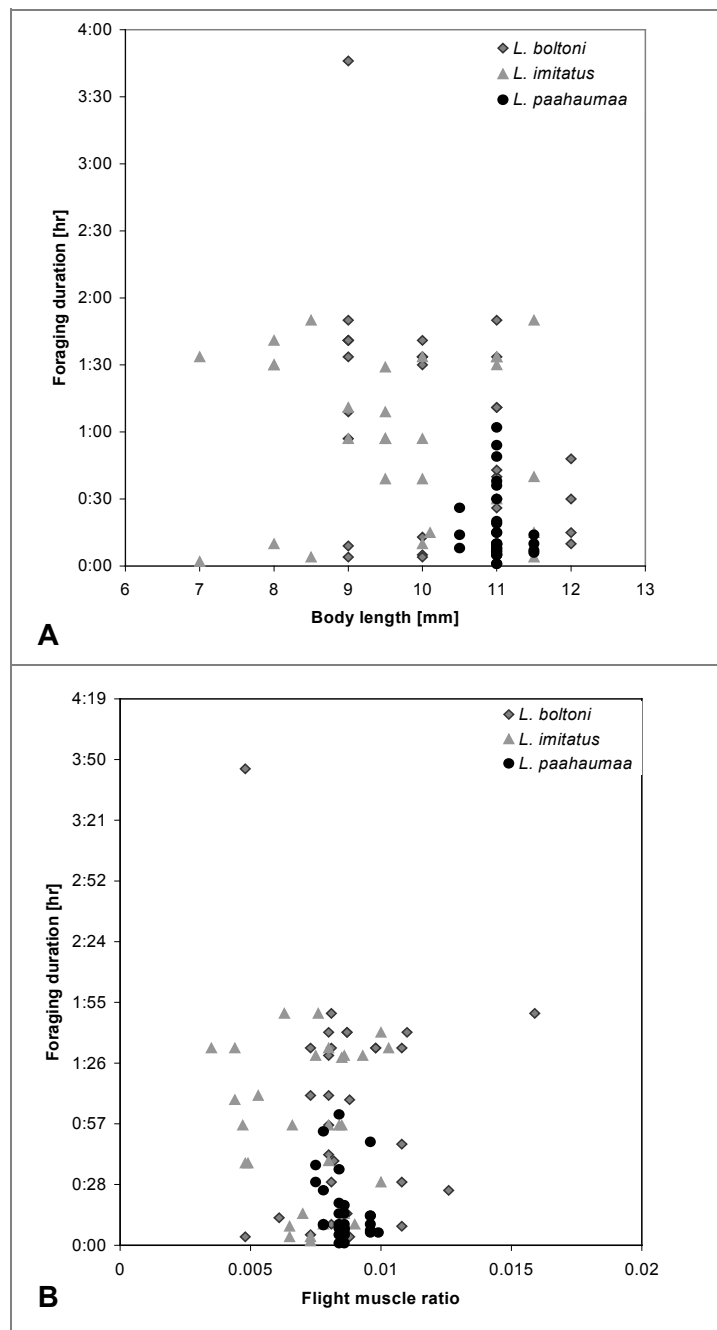 4:00
3:30
3:00
2:30
2:00
1:30
1:00
0:30
0:00
Foraging duration [hr]
L. boltoni
L. imitatus
L. paahaumaa
6 7 8 9 10 11 12 13
Body length [mm]
A
4:19
3:50
3:21
2:52
2:24
1:55
1:26
0:57
0:28
0:00
Foraging duration [hr]
L. boltoni
L. imitatus
L. paahaumaa
0 0.005 0.01 0.015 0.02
Flight muscle ratio
B